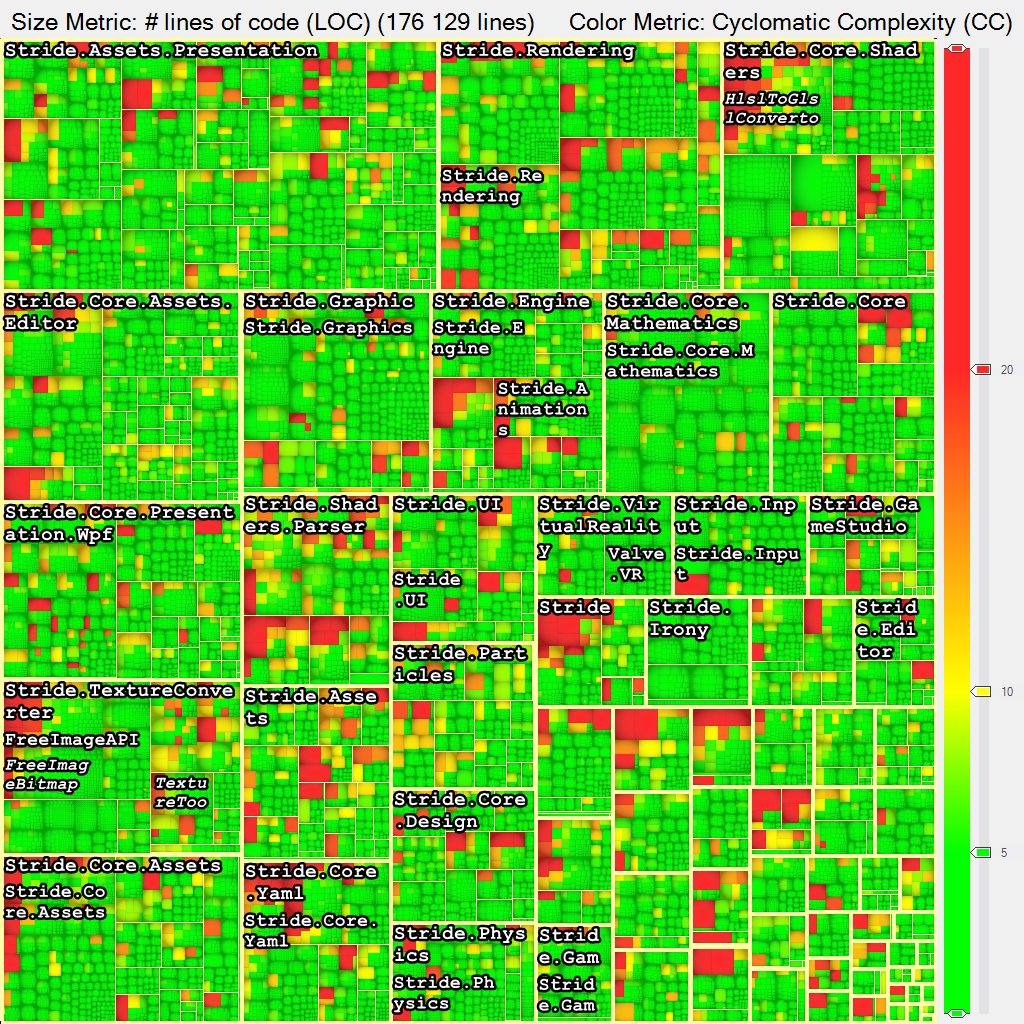 Size Metric: # lines of code (LOC) (176 129 lines) Color Metric: Cyclomatic Complexity (CC)
Stride.Assets.Presentation
Stride.Rendering
Stride.Re
ndering
Stride.Core.Shad
ers
HlslToGls
lConverto
Stride.Core.Assets.
Editor
Stride.Graphic
Stride.Graphics
Stride.Engine
Stride.E
ngine
Stride.A
nimation
s
Stride.Core.
Mathematics
Stride.Core.M
athematics
Stride.Core
20
Stride.Core.Present
ation.Wpf
Stride.Shad
ers.Parser
Stride.UI
Stride
.UI
Stride.Vir
tualRealit
y
Valve
.VR
Stride.Inp
ut
Stride.Inpu
t
Stride.Ga
meStudio
Stride
Stride.
Irony
Strid
e.Edi
tor
Stride.Part
icles
Stride.TextureConve
rter
FreeImageAPI
FreeImag
eBitmap
Textu
reToo
Stride.Asse
ts
10
Stride.Core
.Design
5
Stride.Core.Assets
Stride.Co
re.Assets
Stride.Core
.Yaml
Stride.Core.
Yaml
Stride.Phys
ics
Stride.Ph
ysics
Strid
e.Gam
Strid
e.Gam